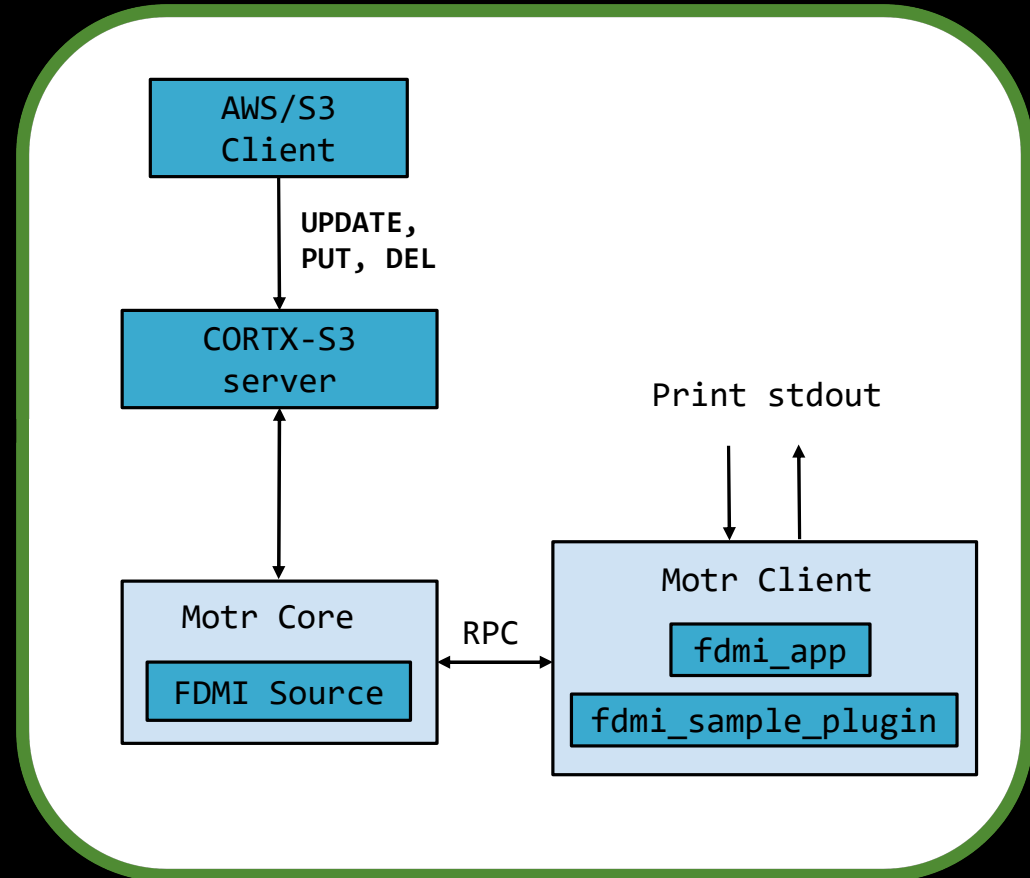 AWS/S3
Client
UPDATE,
PUT, DEL
CORTX-S3
server
Print stdout
Motr Core
FDMI Source
RPC
Motr Client
fdmi_app
fdmi_sample_plugin